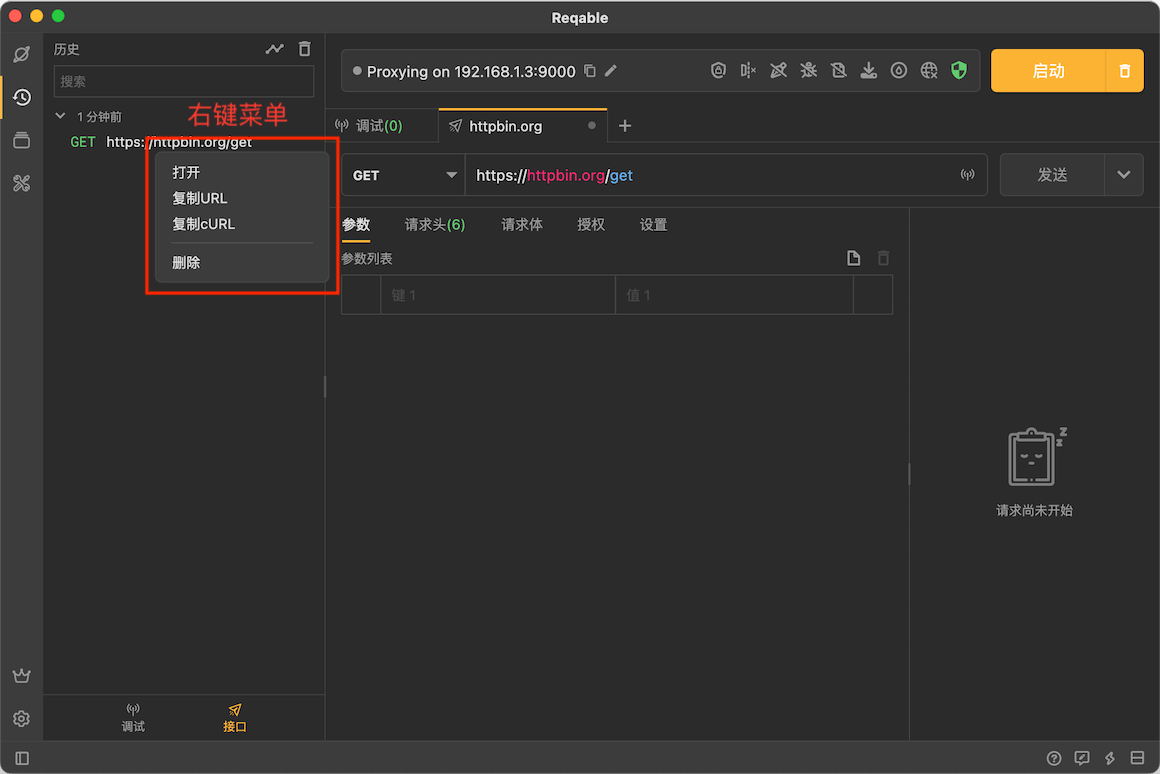 Reqable
历史
搜索
1 分钟前
右键菜单
GET https://httpbin.org/get
打开
复制URL
复制cURL
删除
调试
接口
Proxying on 192.168.1.3:9000
启动
调试(0)
httpbin.org
GET
https://httpbin.org/get
发送
参数
请求头(6)
请求体
授权
设置
参数列表
键 1
值 1
z
z
请求尚未开始